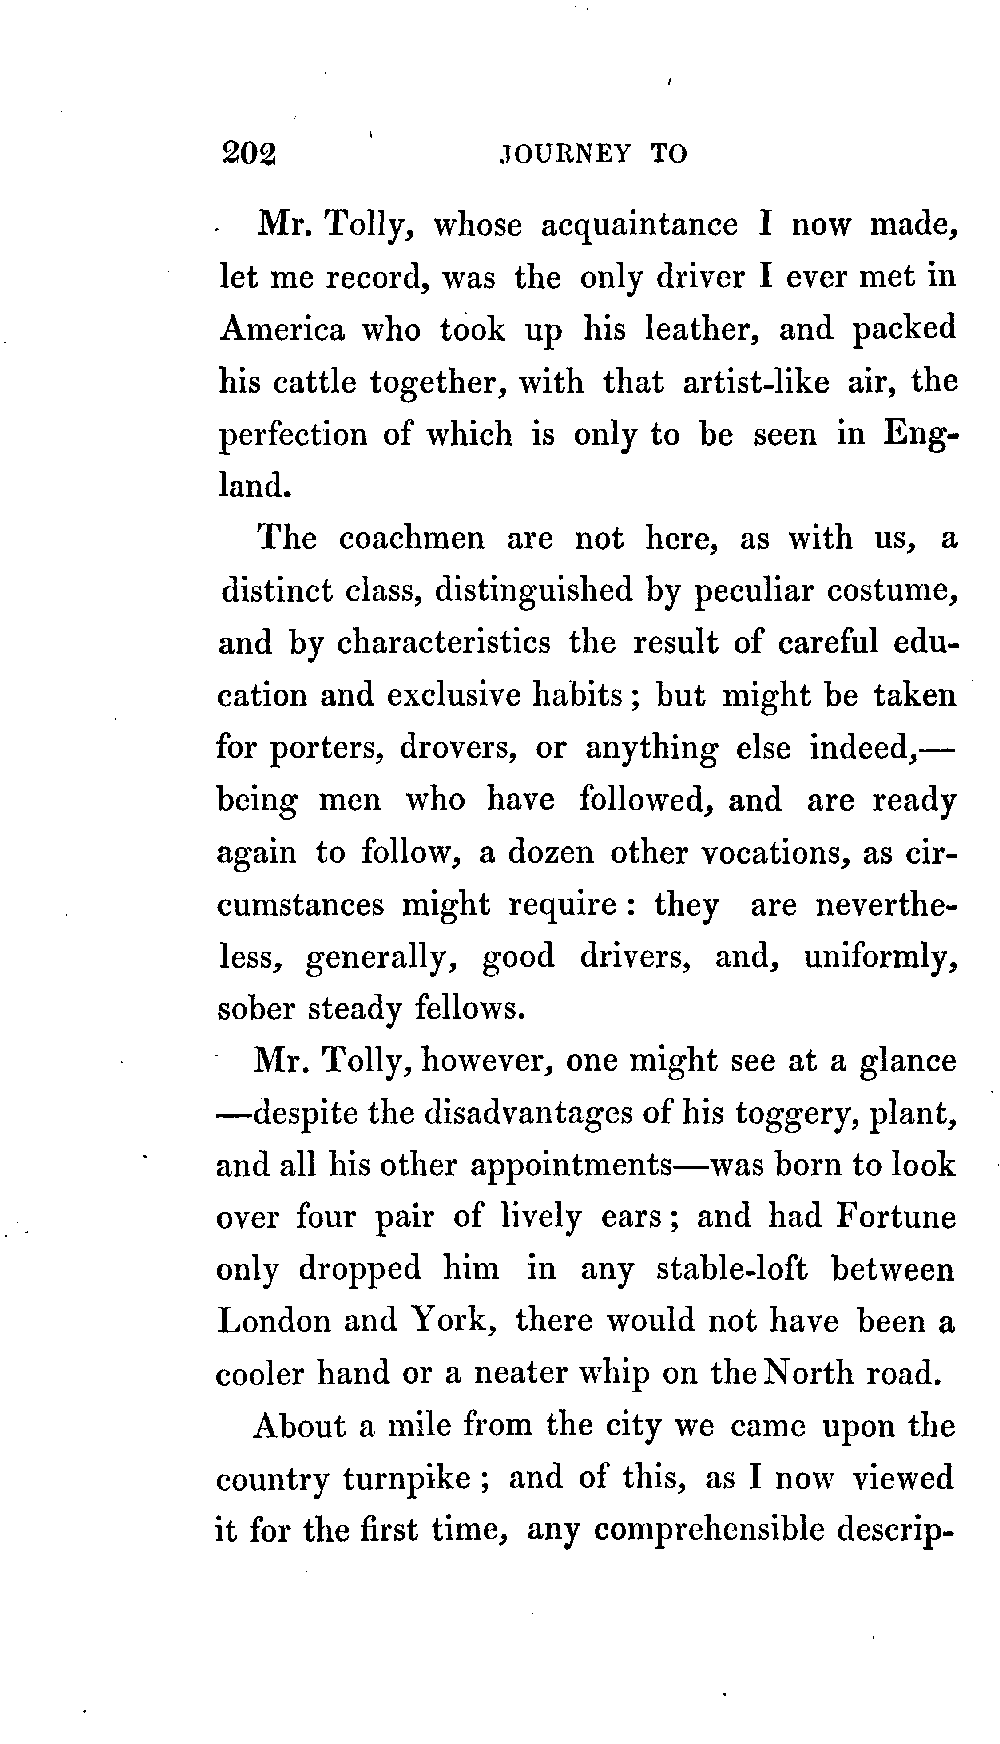 202 JOURNEY TO
Mr. Tolly, whose acquaintance I now made,
let me record, was the only driver I ever met in
America who took up his leather, and packed
his cattle together, with that artist-like air, the
perfection of which is only to be seen in Eng-
land.
The coachmen are not here, as with us, a
distinct class, distinguished by peculiar costume,
and by characteristics the result of careful edu-
cation and exclusive habits; but might be taken
for porters, drovers, or anything else indeed,—
being men who have followed, and are ready
again to follow, a dozen other vocations, as cir-
cumstances might require: they are neverthe-
less, generally, good drivers, and, uniformly,
sober steady fellows.
Mr. Tolly, however, one might see at a glance
—despite the disadvantages of his toggery, plant,
and all his other appointments—was born to look
over four pair of lively ears; and had Fortune
only dropped him in any stable-loft between
London and York, there would not have been a
cooler hand or a neater whip on the North road.
About a mile from the city we came upon the
country turnpike; and of this, as I now viewed
it for the first time, any comprehensible descrip-